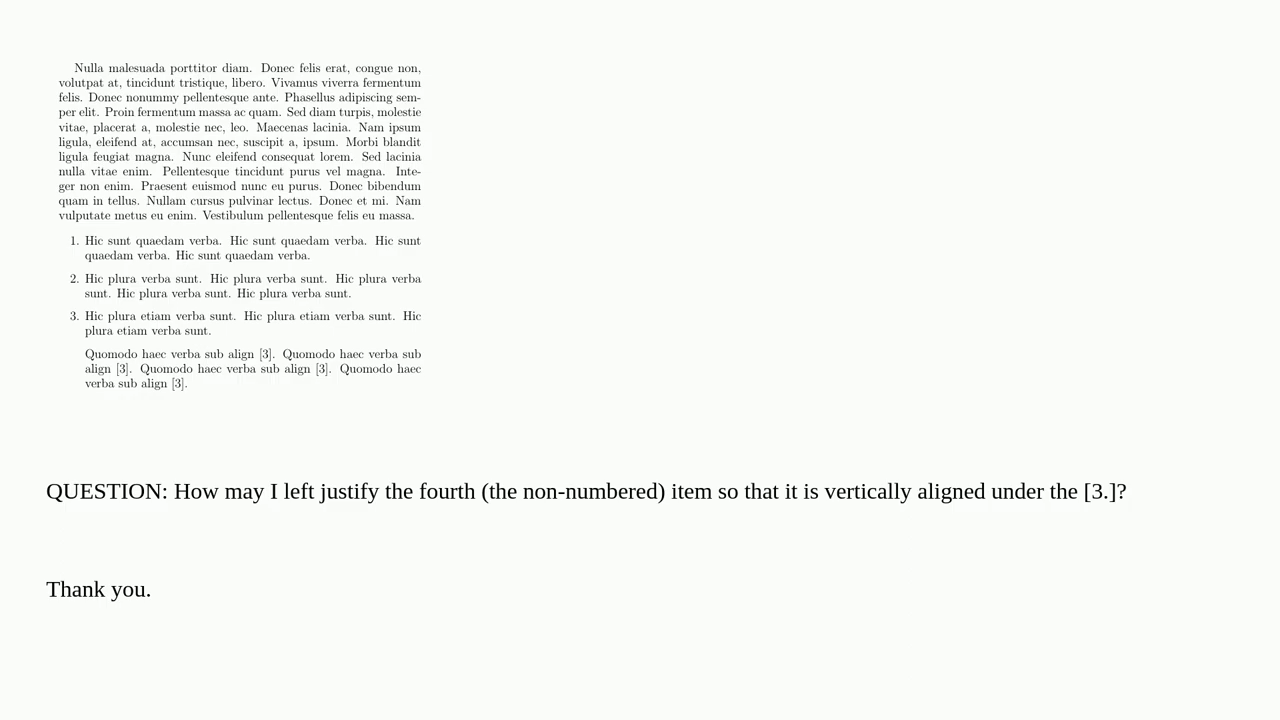 Nulla malesuada porttitor diam. Donec felis erat, congue non,
volutpat at, tincidunt tristique, libero. Vivamus viverra fermentum
felis. Donec nonummy pellentesque ante. Phasellus adipiscing sem-
per elit. Proin fermentum massa ac quam. Sed diam turpis, molestie
vitae, placerat a, molestie nec, leo. Maecenas lacinia. Nam ipsum
ligula, eleifend at, accumsan nec, suscipit a, ipsum. Morbi blandit
ligula feugiat magna. Nunc eleifend consequat lorem. Sed lacinia
nulla vitae enim. Pellentesque tincidunt purus vel magna. Inte-
ger non enim. Praesent euismod nunc eu purus. Donec bibendum
quam in tellus. Nullam cursus pulvinar lectus. Donec et mi. Nam
vulputate metus eu enim. Vestibulum pellentesque felis eu massa.
1. Hic sunt quaedam verba. Hic sunt quaedam verba. Hic sunt
quaedam verba. Hic sunt quaedam verba.
2. Hic plura verba sunt. Hic plura verba sunt. Hic plura verba
sunt. Hic plura verba sunt. Hic plura verba sunt.
3. Hic plura etiam verba sunt. Hic plura etiam verba sunt. Hic
plura etiam verba sunt.
Quomodo haec verba sub align [3]. Quomodo haec verba sub
align [3]. Quomodo haec verba sub align [3]. Quomodo haec
verba sub align [3].
QUESTION: How may I left justify the fourth (the non-numbered) item so that it is vertically aligned under the [3.]?
Thank you.